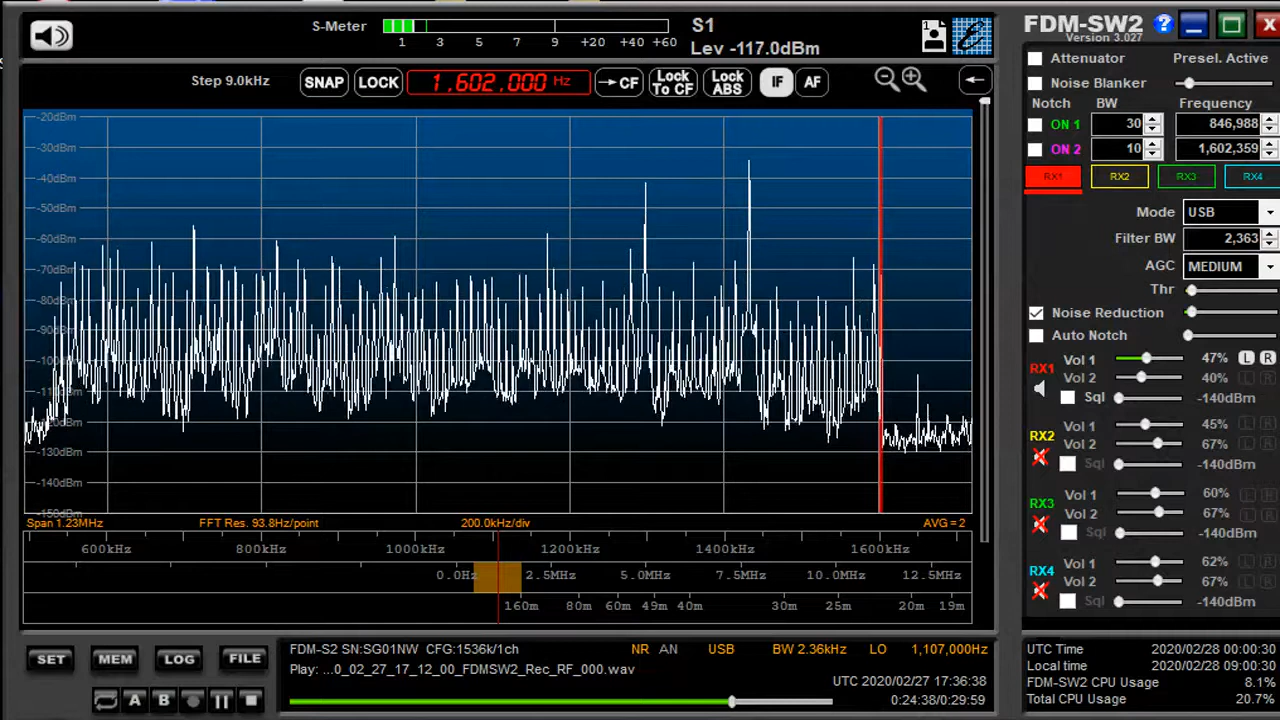 S-Meter
1 3 5 7 9 +20 +40 +60
S1
Lev -117.0dBm
FDM-SW2
?
Version 3.027
Step 9.0kHz
SNAP
LOCK
1.602.000 Hz
→CF
Lock To CF
Lock ABS
IF
AF
Attenuator
Presel. Active
Noise Blanker
Notch BW Frequency
ON 1 30 846,988
ON 2 10 1,602,359
RX1 RX2 RX3 RX4
Mode USB
Filter BW 2,363
AGC MEDIUM
Thr
Noise Reduction
Auto Notch
RX1
Vol 1 47% L R
Vol 2 40% L R
Sql -140dBm
RX2
Vol 1 45% L R
Vol 2 67% L R
Sql -140dBm
RX3
Vol 1 60% L R
Vol 2 67% L R
Sql -140dBm
RX4
Vol 1 62% L R
Vol 2 67% L R
Sql -140dBm
-20dBm
-30dBm
-40dBm
-50dBm
-60dBm
-70dBm
-80dBm
-90dBm
-100dBm
-110dBm
-120dBm
-130dBm
-140dBm
-150dBm
Span 1.23MHz FFT Res. 93.8Hz/point 200.0kHz/div AVG=2
600kHz 800kHz 1000kHz 1200kHz 1400kHz 1600kHz
0.0Hz 2.5MHz 5.0MHz 7.5MHz 10.0MHz 12.5MHz
160m 80m 60m 49m 40m 30m 25m 20m 19m
SET MEM LOG FILE
A B
FDM-S2 SN:SG01NW CFG:1536k/1ch NR AN USB BW 2.36kHz LO 1,107,000Hz
Play: ...0_02_27_17_12_00_FDMSW2_Rec_RF_000.wav
UTC 2020/02/27 17:36:38
0:24:38/0:29:59
UTC Time 2020/02/28 00:00:30
Local time 2020/02/28 09:00:30
FDM-SW2 CPU Usage 8.1%
Total CPU Usage 20.7%